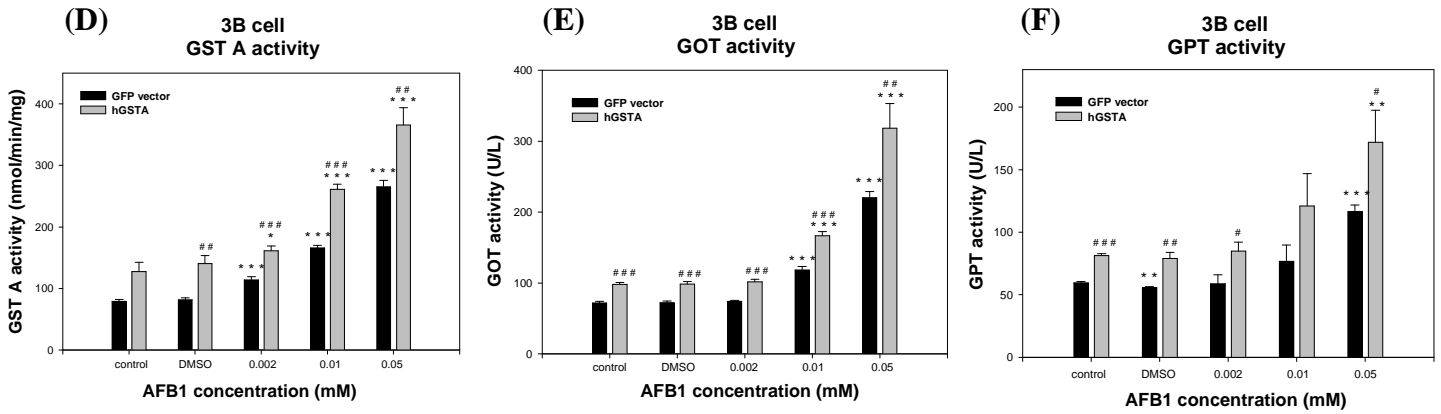 (D)
3B cell
GST A activity
GST A activity (nmol/min/mg)
400
300
200
100
0
GFP vector
hGSTA
##
***
###
***
***
***
###
*
***
##
control
DMSO
0.002
0.01
0.05
AFB1 concentration (mM)
(E)
3B cell
GOT activity
GOT activity (U/L)
400
300
200
100
0
GFP vector
hGSTA
##
***
***
###
***
***
###
###
###
control
DMSO
0.002
0.01
0.05
AFB1 concentration (mM)
(F)
3B cell
GPT activity
GPT activity (U/L)
200
150
100
50
0
GFP vector
hGSTA
#
**
***
###
##
**
#
control
DMSO
0.002
0.01
0.05
AFB1 concentration (mM)